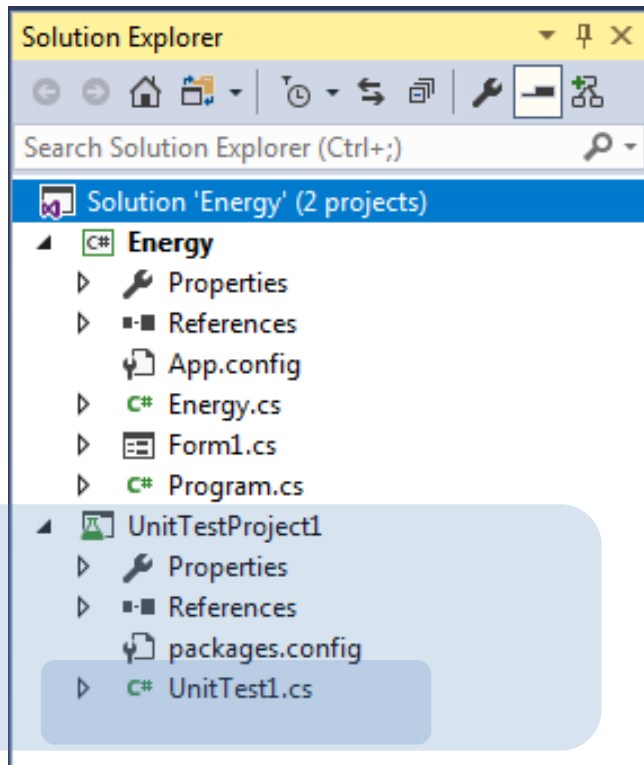 Solution Explorer
Search Solution Explorer (Ctrl+;)
Solution 'Energy' (2 projects)
C# Energy
Properties
References
App.config
C# Energy.cs
Form1.cs
C# Program.cs
UnitTestProject1
Properties
References
packages.config
C# UnitTest1.cs